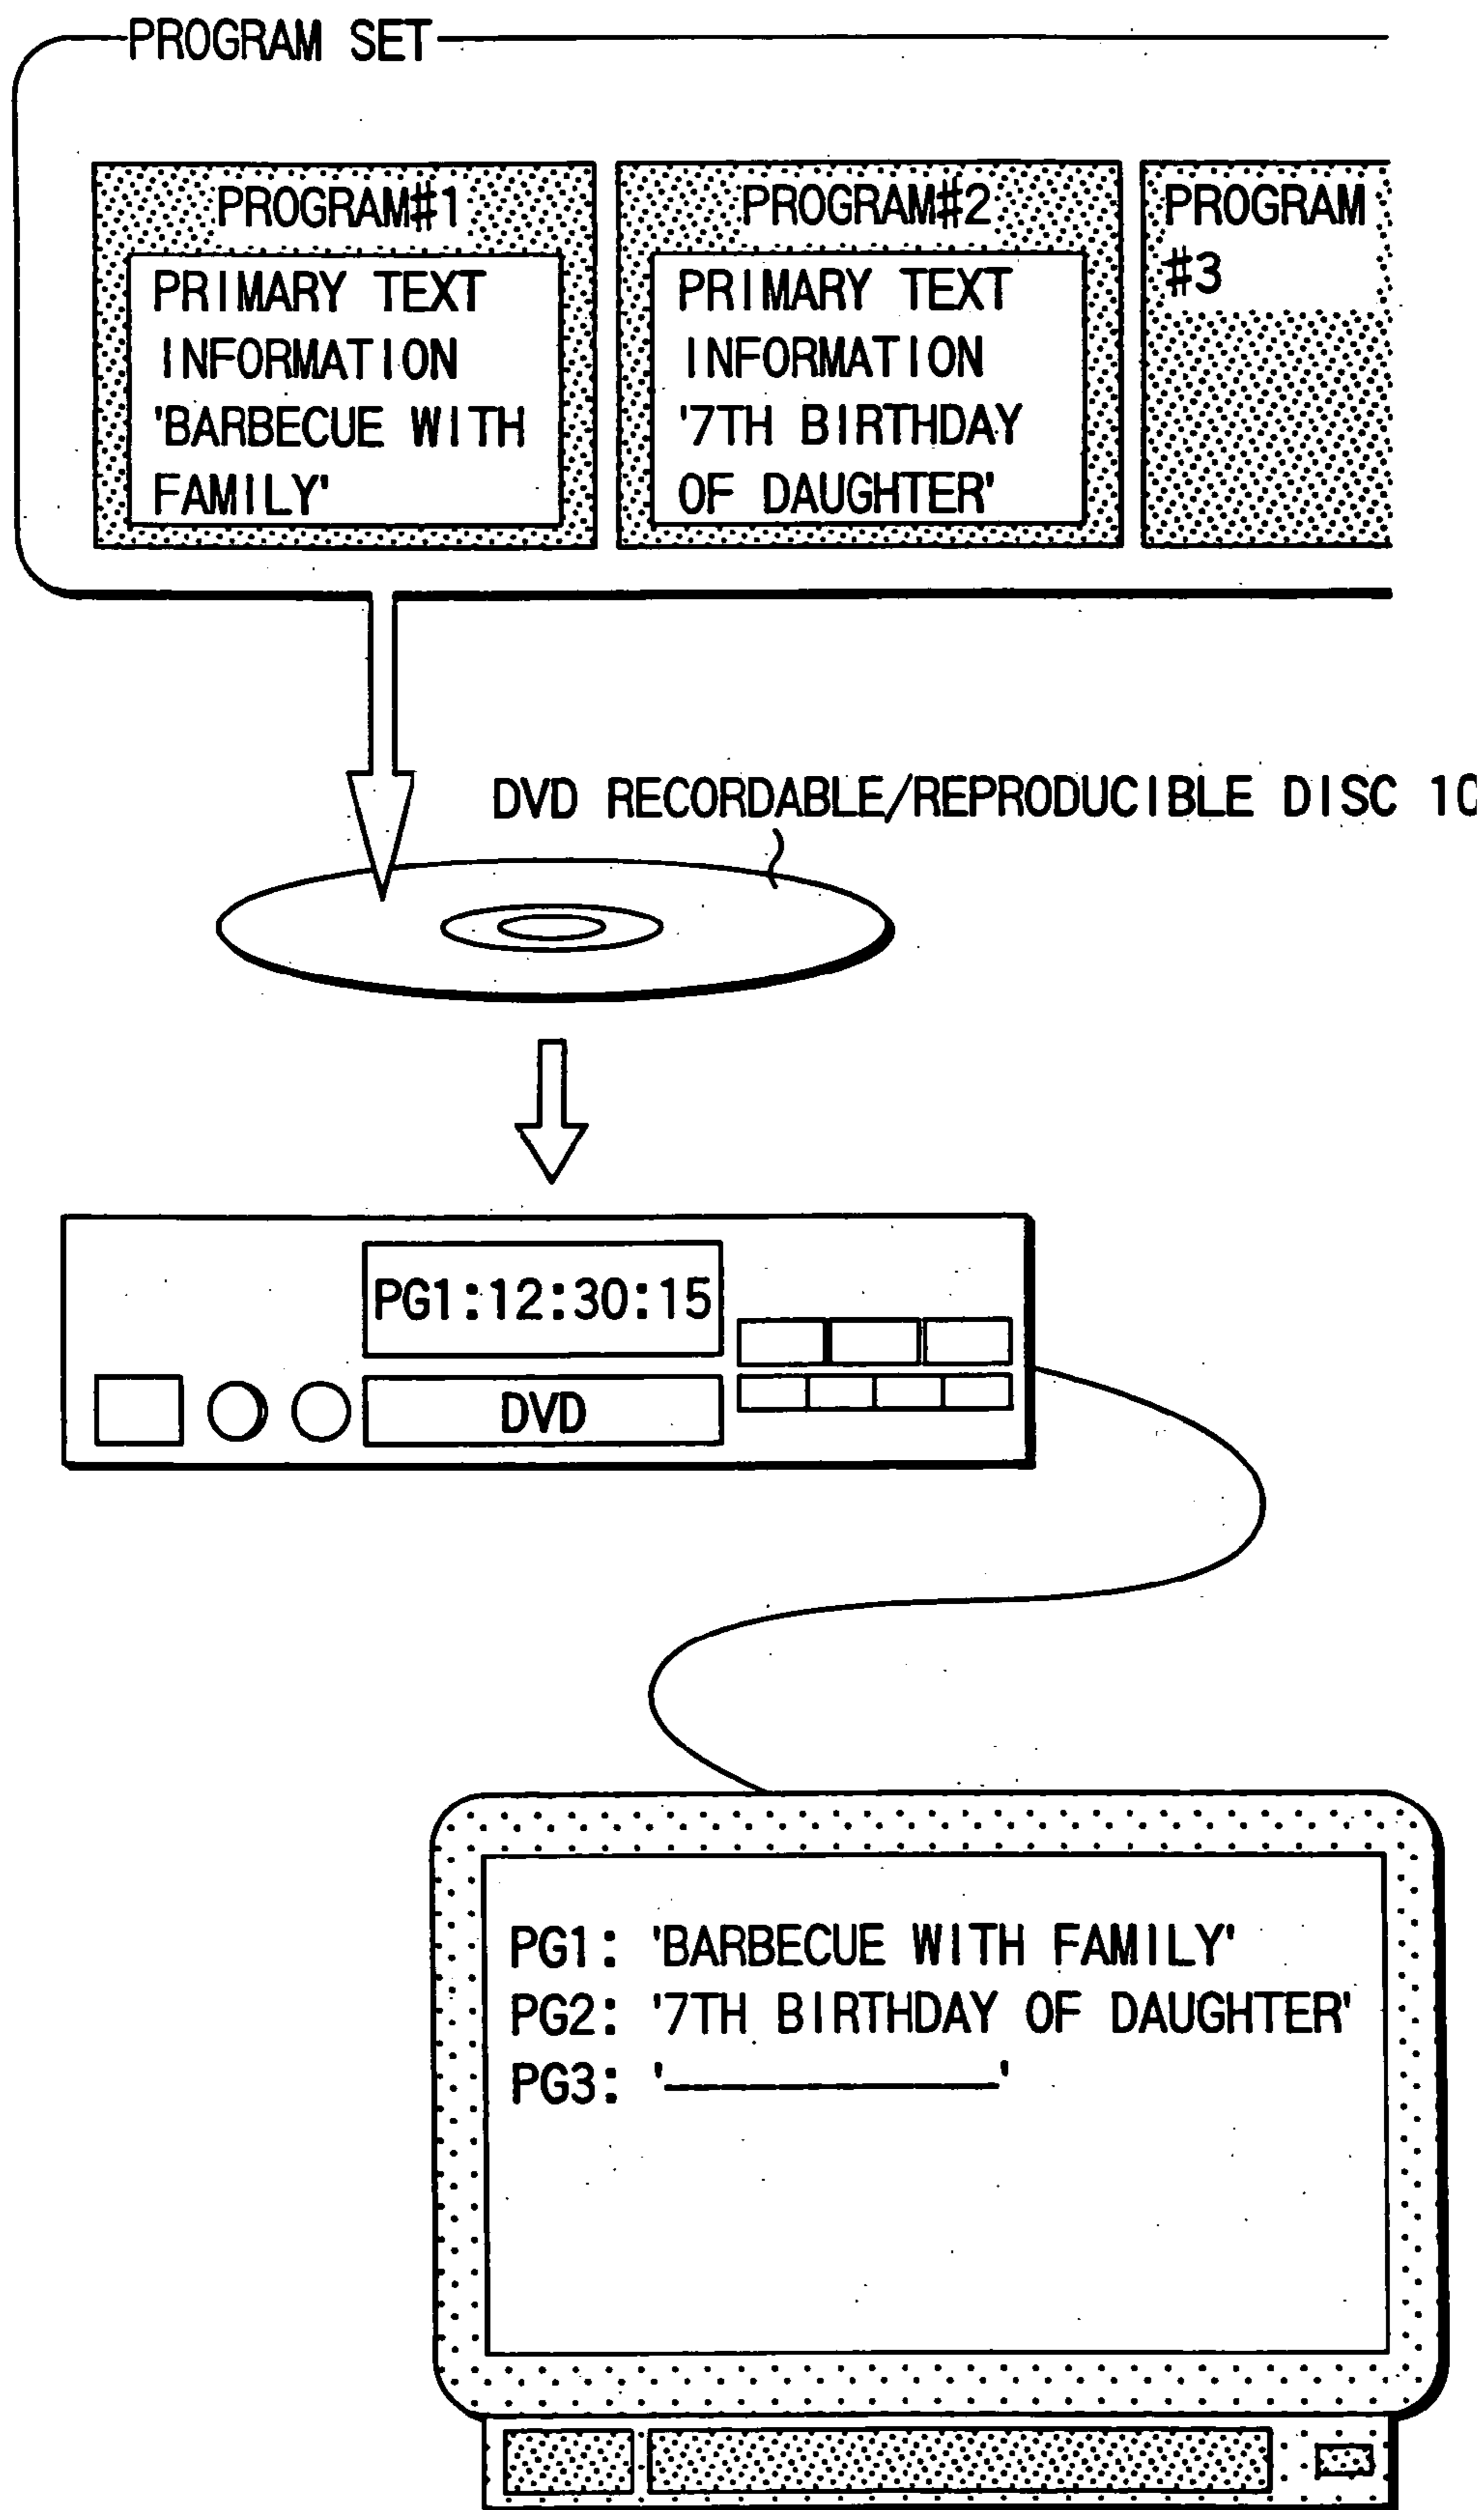 PROGRAM SET
PROGRAM#1
PRIMARY TEXT
INFORMATION
'BARBECUE WITH
FAMILY'
PROGRAM#2
PRIMARY TEXT
INFORMATION
'7TH BIRTHDAY
OF DAUGHTER'
PROGRAM
#3
DVD RECORDABLE/REPRODUCIBLE DISC
PG1:12:30:15
DVD
PG1: 'BARBECUE WITH FAMILY'
PG2: '7TH BIRTHDAY OF DAUGHTER'
PG3: '__________'